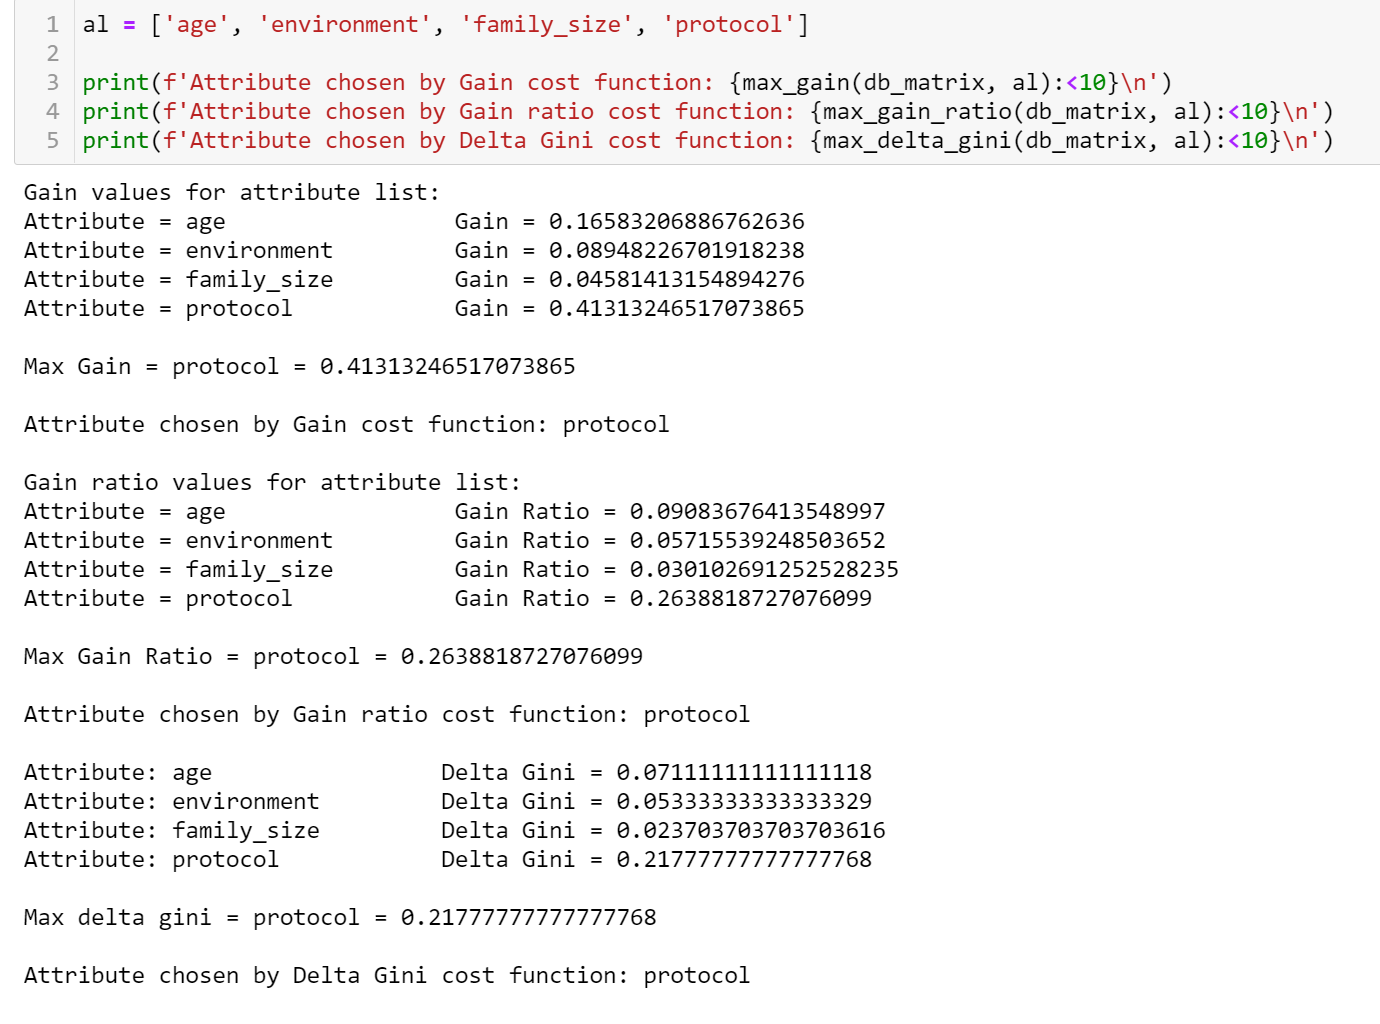 1 al = ['age', 'environment', 'family_size', 'protocol']
2
3 print(f'Attribute chosen by Gain cost function: {max_gain(db_matrix, al):<10}\n')
4 print(f'Attribute chosen by Gain ratio cost function: {max_gain_ratio(db_matrix, al):<10}\n')
5 print(f'Attribute chosen by Delta Gini cost function: {max_delta_gini(db_matrix, al):<10}\n')
Gain values for attribute list:
Attribute = age                 Gain = 0.16583206886762636
Attribute = environment         Gain = 0.08948226701918238
Attribute = family_size         Gain = 0.04581413154894276
Attribute = protocol            Gain = 0.41313246517073865
Max Gain = protocol = 0.41313246517073865
Attribute chosen by Gain cost function: protocol
Gain ratio values for attribute list:
Attribute = age                 Gain Ratio = 0.09083676413548997
Attribute = environment         Gain Ratio = 0.05715539248503652
Attribute = family_size         Gain Ratio = 0.030102691252528235
Attribute = protocol            Gain Ratio = 0.2638818727076099
Max Gain Ratio = protocol = 0.2638818727076099
Attribute chosen by Gain ratio cost function: protocol
Attribute: age                 Delta Gini = 0.07111111111111118
Attribute: environment         Delta Gini = 0.05333333333333329
Attribute: family_size         Delta Gini = 0.023703703703703616
Attribute: protocol            Delta Gini = 0.21777777777777768
Max delta gini = protocol = 0.21777777777777768
Attribute chosen by Delta Gini cost function: protocol